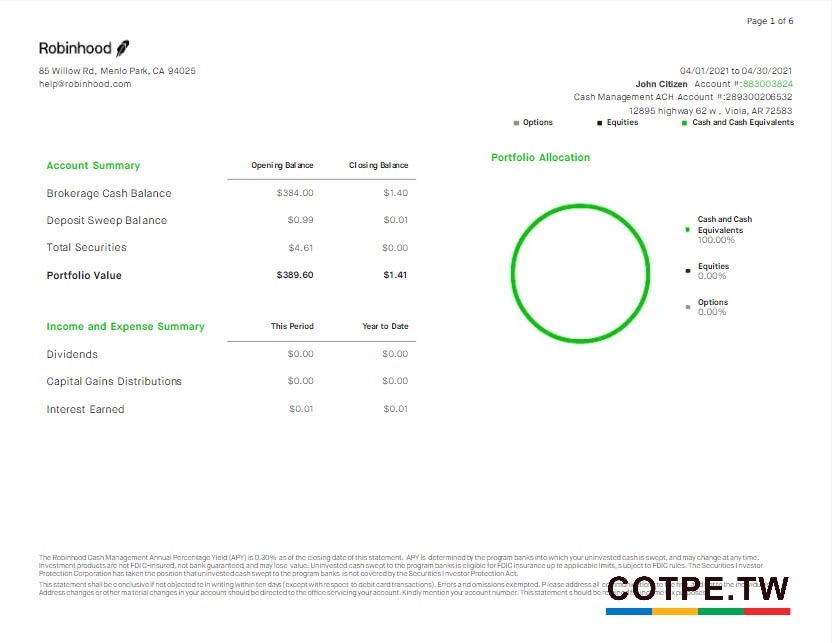 Page 1 of 6
Robinhood
85 Willow Rd, Menlo Park, CA 94025
help@robinhood.com
04/01/2021 to 04/30/2021
John Citizen Account #:883003824
Cash Management ACH Account #:289300206532
12895 highway 62 w , Viola, AR 72583
Options Equities Cash and Cash Equivalents
Account Summary Opening Balance Closing Balance
Brokerage Cash Balance $384.00 $1.40
Deposit Sweep Balance $0.99 $0.01
Total Securities $4.61 $0.00
Portfolio Value $389.60 $1.41
Income and Expense Summary This Period Year to Date
Dividends $0.00 $0.00
Capital Gains Distributions $0.00 $0.00
Interest Earned $0.01 $0.01
Portfolio Allocation
Cash and Cash
Equivalents
100.00%
Equities
0.00%
Options
0.00%
The Robinhood Cash Management Annual Percentage Yield (APY) is 0.30% as of the closing date of this statement. APY is determined by the program banks into which your uninvested cash is swept, and may change at any time.
Investment products are not FDIC-insured, not bank guaranteed, and may lose value. Uninvested cash swept to the program banks is eligible for FDIC insurance up to applicable limits, subject to FDIC rules. The Securities Investor
Protection Corporation has taken the position that uninvested cash swept to the program banks is not covered by the Securities Investor Protection Act.
This statement shall be conclusive if not objected to in writing within ten days (except with respect to debit card transactions). Errors and omissions exempted. Please address all
Address changes or other material changes in your account should be directed to the office servicing your account. Kindly mention your account number. This statement should be
COTPE.TW